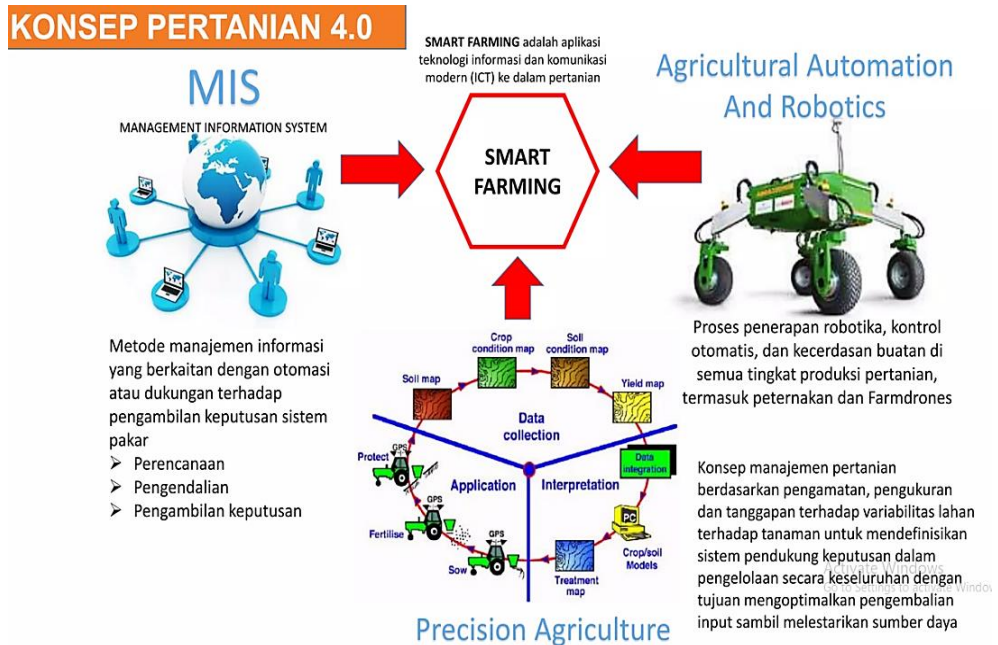 KONSEP PERTANIAN 4.0
SMART FARMING adalah aplikasi
teknologi informasi dan komunikasi
modern (ICT) ke dalam pertanian
MIS
MANAGEMENT INFORMATION SYSTEM
SMART
FARMING
Agricultural Automation
And Robotics
Metode manajemen informasi
yang berkaitan dengan otomasi
atau dukungan terhadap
pengambilan keputusan sistem
pakar
➢ Perencanaan
➢ Pengendalian
➢ Pengambilan keputusan
Proses penerapan robotika, kontrol
otomatis, dan kecerdasan buatan di
semua tingkat produksi pertanian,
termasuk peternakan dan Farmdrones
Crop
condition map
Soil
condition map
Soil map
Yield map
Data
collection
Data
integration
Protect
GPS
Application
Interpretation
GPS
PC
Fertilise
GPS
Crop/soil
Models
Sow
Treatment
map
Precision Agriculture
Konsep manajemen pertanian
berdasarkan pengamatan, pengukuran
dan tanggapan terhadap variabilitas lahan
terhadap tanaman untuk mendefinisikan
sistem pendukung keputusan dalam
pengelolaan secara keseluruhan dengan
tujuan mengoptimalkan pengembalian
input sambil melestarikan sumber daya
Activate Windows
Go to Settings to activate Window